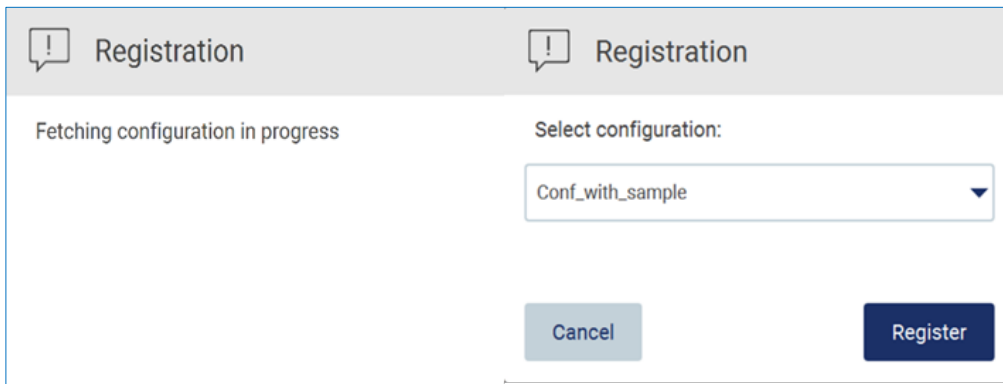 Registration
Fetching configuration in progress
Registration
Select configuration:
Conf_with_sample
Cancel
Register